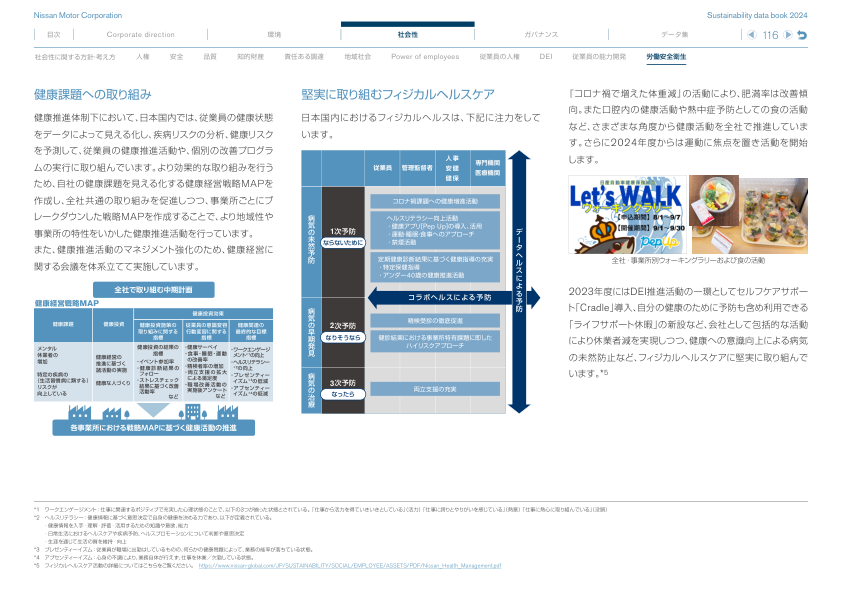 Nissan Motor Corporation
Sustainability data book 2024
目次
Corporate direction
環境
社会性
ガバナンス
データ集
116
社会性に関する方針・考え方
人権
安全
品質
知的財産
責任ある調達
地域社会
Power of employees
従業員の人権
DEI
従業員の能力開発
労働安全衛生
健康課題への取り組み
健康推進体制下において、日本国内では、従業員の健康状態
をデータによって見える化し、疾病リスクの分析、健康リスク
を予測して、従業員の健康推進活動や、個別の改善プログラ
ムの実行に取り組んでいます。より効果的な取り組みを行う
ため、自社の健康課題を見える化する健康経営戦略MAPを
作成し、全社共通の取り組みを促進しつつ、事業所ごとにブ
レークダウンした戦略MAPを作成することで、より地域性や
事業所の特性をいかした健康推進活動を行っています。
また、健康推進活動のマネジメント強化のため、健康経営に
関する会議を体系立てて実施しています。
全社で取り組む中期計画
健康経営戦略MAP
健康課題
健康投資
健康投資効果
健康投資施策の
取り組みに関する
指標
従業員の意識変容・
行動変容に関する
指標
健康関連の
最終的な目標
指標
メンタル
休業者の
増加
特定の疾病の
(生活習慣病に類する)
リスクが
向上している
健康経営の
推進に基づく
諸活動の実践
健康な人づくり
健康投資の結果の
指標
・イベント参加率
・健康診断結果の
フォロー
・ストレスチェック
結果に基づく改善
活動率
など
・健康サーベイ
・食事・睡眠・運動
の改善率
・精検者率の増加
・両立支援の拡大
による満足度
・職場改善活動の
実施後アンケート
など
・ワークエンゲージ
メント*1の向上
・ヘルスリテラシー
*2の向上
・プレゼンティー
イズム*3の低減
・アブセンティー
イズム*4の低減
各事業所における戦略MAPに基づく健康活動の推進
堅実に取り組むフィジカルヘルスケア
日本国内におけるフィジカルヘルスは、下記に注力をして
います。
従業員
管理監督者
人事
安健
健保
専門機関
医療機関
病気の未然予防
1次予防
ならないために
コロナ禍課題への健康増進活動
ヘルスリテラシー向上活動
・健康アプリ(Pep Up)の導入、活用
・運動・睡眠・食事へのアプローチ
・禁煙活動
定期健康診断結果に基づく健康指導の充実
・特定保健指導
・アンダー40歳の健康推進活動
コラボヘルスによる予防
病気の早期発見
2次予防
なりそうなら
精検受診の徹底促進
健診結果における事業所特有課題に即した
ハイリスクアプローチ
病気の治療
3次予防
なったら
両立支援の充実
データヘルスによる予防
「コロナ禍で増えた体重減」の活動により、肥満率は改善傾
向。また口腔内の健康活動や熱中症予防としての食の活動
など、さまざまな角度から健康活動を全社で推進していま
す。さらに2024年度からは運動に焦点を置き活動を開始
します。
Let's WALK
ウォーキングラリー
【申込期間】8/1~9/7
【開催期間】9/1~9/30
Pep Up
全社・事業所別ウォーキングラリーおよび食の活動
2023年度にはDEI推進活動の一環としてセルフケアサポー
ト「Cradle」導入、自分の健康のために予防も含め利用できる
「ライフサポート休暇」の新設など、会社として包括的な活動
により休業者減を実現しつつ、健康への意識向上による病気
の未然防止など、フィジカルヘルスケアに堅実に取り組んで
います。*5
*1 ワークエンゲージメント:仕事に関連するポジティブで充実した心理状態のことで、以下の3つが揃った状態とされている。「仕事から活力を得ていきいきとしている」(活力) 「仕事に誇りとやりがいを感じている」(熱意) 「仕事に熱心に取り組んでいる」(没頭)
*2 ヘルスリテラシー:健康情報に基づく意思決定で自身の健康を決める力であり、以下が定義されている。
・健康情報を入手・理解・評価・活用するための知識や意欲、能力
・日常生活におけるヘルスケアや疾病予防、ヘルスプロモーションについて判断や意思決定
・生涯を通じて生活の質を維持・向上
*3 プレゼンティーイズム:従業員が職場に出勤はしているものの、何らかの健康問題によって、業務の能率が落ちている状態。
*4 アブセンティーイズム:心身の不調により、業務自体が行えず、仕事を休業/欠勤している状態。
*5 フィジカルヘルスケア活動の詳細についてはこちらをご覧ください。 https://www.nissan-global.com/JP/SUSTAINABILITY/SOCIAL/EMPLOYEE/ASSETS/PDF/Nissan_Health_Management.pdf